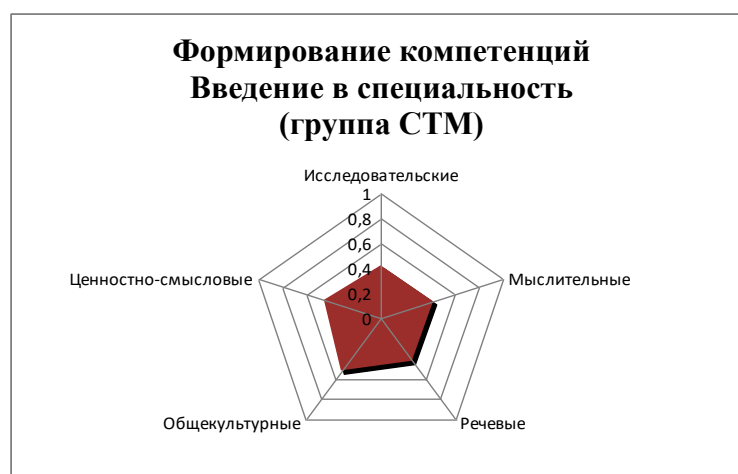 Формирование компетенций
Введение в специальность
(группа СТМ)
Исследовательские
1
0,8
0,6
0,4
0,2
0
Ценностно-смысловые
Мыслительные
Общекультурные
Речевые